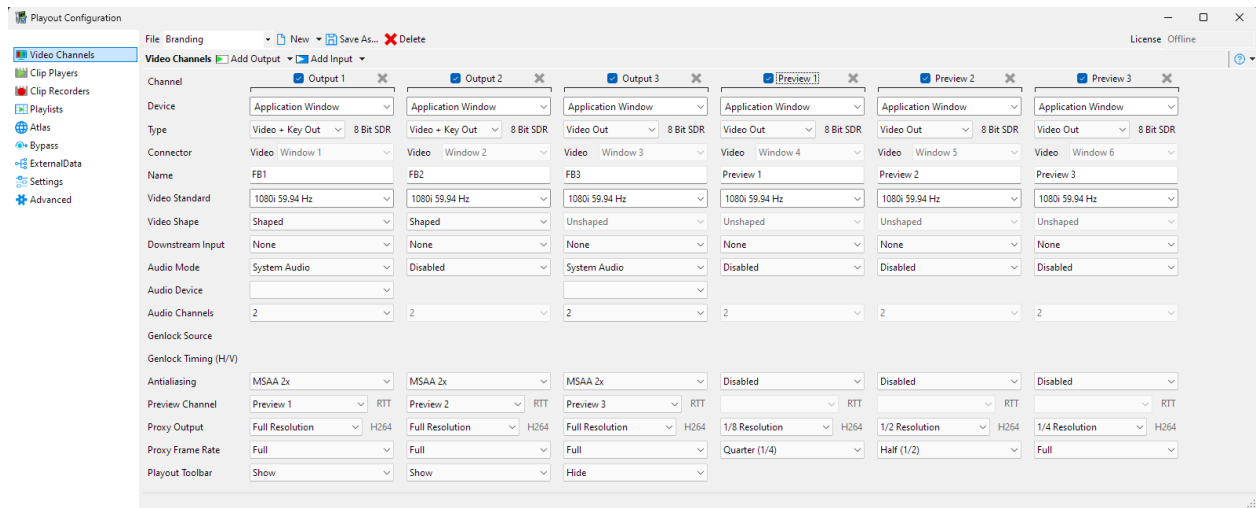 Playout Configuration
File Branding New Save As... Delete License Offline
Video Channels
Clip Players
Clip Recorders
Playlists
Atlas
Bypass
ExternalData
Settings
Advanced
Video Channels Add Output Add Input
Channel Output 1 Output 2 Output 3 Preview 1 Preview 2 Preview 3
Device Application Window Application Window Application Window Application Window Application Window Application Window
Type Video + Key Out 8 Bit SDR Video + Key Out 8 Bit SDR Video Out 8 Bit SDR Video Out 8 Bit SDR Video Out 8 Bit SDR Video Out 8 Bit SDR
Connector Video Window 1 Video Window 2 Video Window 3 Video Window 4 Video Window 5 Video Window 6
Name FB1 FB2 FB3 Preview 1 Preview 2 Preview 3
Video Standard 1080i 59.94 Hz 1080i 59.94 Hz 1080i 59.94 Hz 1080i 59.94 Hz 1080i 59.94 Hz 1080i 59.94 Hz
Video Shape Shaped Shaped Unshaped Unshaped Unshaped Unshaped
Downstream Input None None None None None None
Audio Mode System Audio Disabled System Audio Disabled Disabled Disabled
Audio Device
Audio Channels 2 2 2 2 2 2
Genlock Source
Genlock Timing (H/V)
Antialiasing MSAA 2x MSAA 2x MSAA 2x Disabled Disabled Disabled
Preview Channel Preview 1 RTT Preview 2 RTT Preview 3 RTT RTT RTT RTT
Proxy Output Full Resolution H264 Full Resolution H264 Full Resolution H264 1/8 Resolution H264 1/2 Resolution H264 1/4 Resolution H264
Proxy Frame Rate Full Full Full Quarter (1/4) Half (1/2) Full
Playout Toolbar Show Show Hide